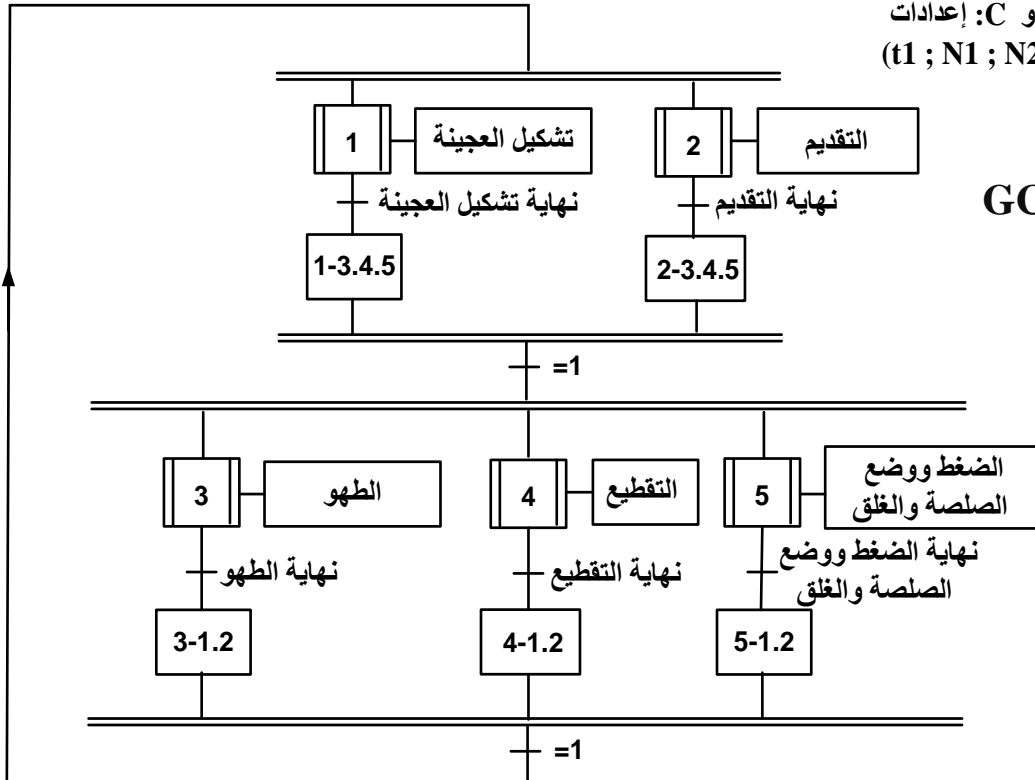 و C: إعدادات
(t1 ; N1 ; N2
1
تشكيل العجينة
2
التقديم
نهاية تشكيل العجينة
نهاية التقديم
GC
1-3.4.5
2-3.4.5
=1
3
الطهو
4
التقطيع
5
الضغط ووضع
الصلصة والغلق
نهاية الطهو
نهاية التقطيع
نهاية الضغط ووضع
الصلصة والغلق
3-1.2
4-1.2
5-1.2
=1